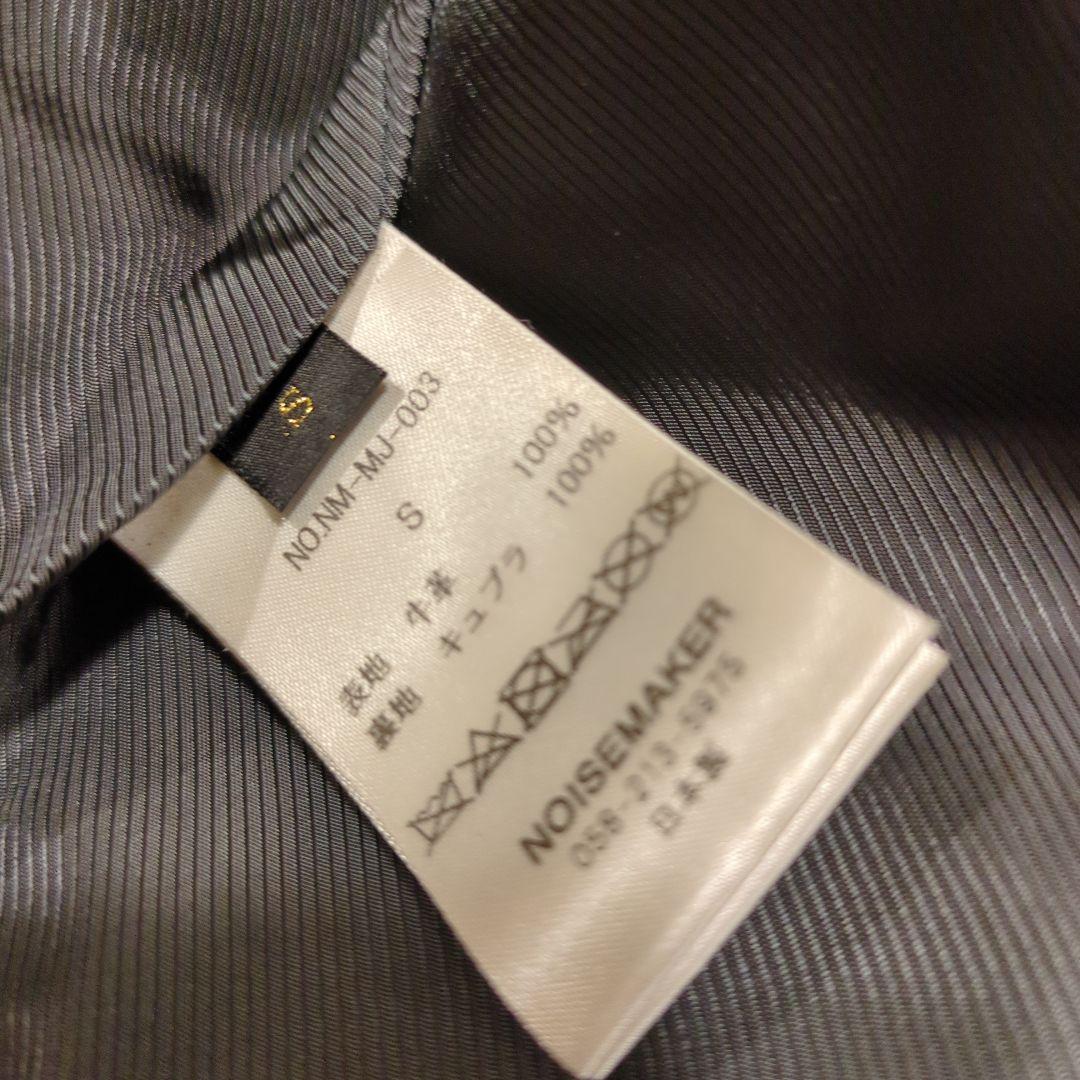 S
NO.NM-MJ-003
S
表地 牛革 100%
裏地 キュプラ 100%
NOISEMAKER
058-213-5975
日本製